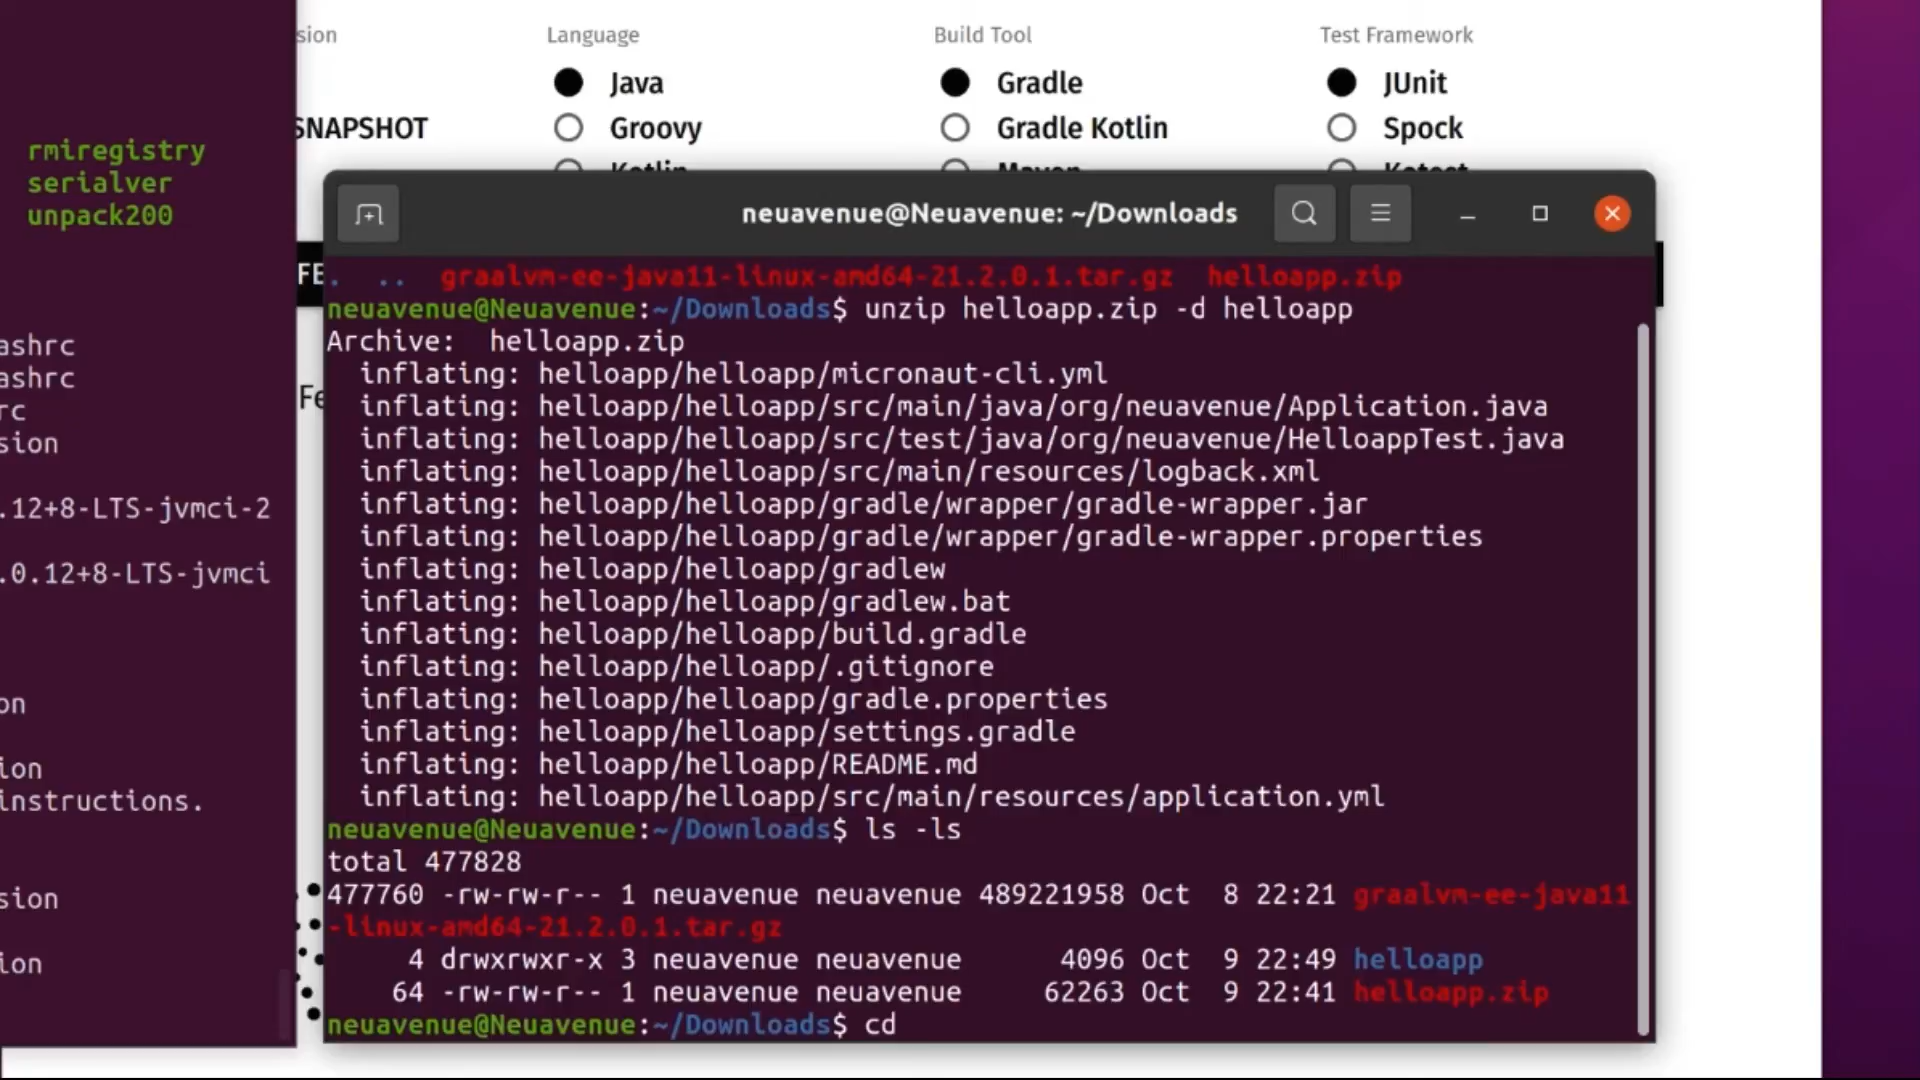 sion
Language
Build Tool
Test Framework
Java
Gradle
JUnit
SNAPSHOT
Groovy
Gradle Kotlin
Spock
Kotlin
Maven
Kotest
rmiregistry
serialver
unpack200
ashrc
ashrc
rc
sion
.12+8-LTS-jvmci-2
.0.12+8-LTS-jvmci
on
ion
instructions.
sion
ion
FE
Fe
neuavenue@Neuavenue: ~/Downloads
. .. graalvm-ee-java11-linux-amd64-21.2.0.1.tar.gz helloapp.zip
neuavenue@Neuavenue:~/Downloads$ unzip helloapp.zip -d helloapp
Archive: helloapp.zip
inflating: helloapp/helloapp/micronaut-cli.yml
inflating: helloapp/helloapp/src/main/java/org/neuavenue/Application.java
inflating: helloapp/helloapp/src/test/java/org/neuavenue/HelloappTest.java
inflating: helloapp/helloapp/src/main/resources/logback.xml
inflating: helloapp/helloapp/gradle/wrapper/gradle-wrapper.jar
inflating: helloapp/helloapp/gradle/wrapper/gradle-wrapper.properties
inflating: helloapp/helloapp/gradlew
inflating: helloapp/helloapp/gradlew.bat
inflating: helloapp/helloapp/build.gradle
inflating: helloapp/helloapp/.gitignore
inflating: helloapp/helloapp/gradle.properties
inflating: helloapp/helloapp/settings.gradle
inflating: helloapp/helloapp/README.md
inflating: helloapp/helloapp/src/main/resources/application.yml
neuavenue@Neuavenue:~/Downloads$ ls -ls
total 477828
477760 -rw-rw-r-- 1 neuavenue neuavenue 489221958 Oct 8 22:21 graalvm-ee-java11
-linux-amd64-21.2.0.1.tar.gz
4 drwxrwxr-x 3 neuavenue neuavenue 4096 Oct 9 22:49 helloapp
64 -rw-rw-r-- 1 neuavenue neuavenue 62263 Oct 9 22:41 helloapp.zip
neuavenue@Neuavenue:~/Downloads$ cd